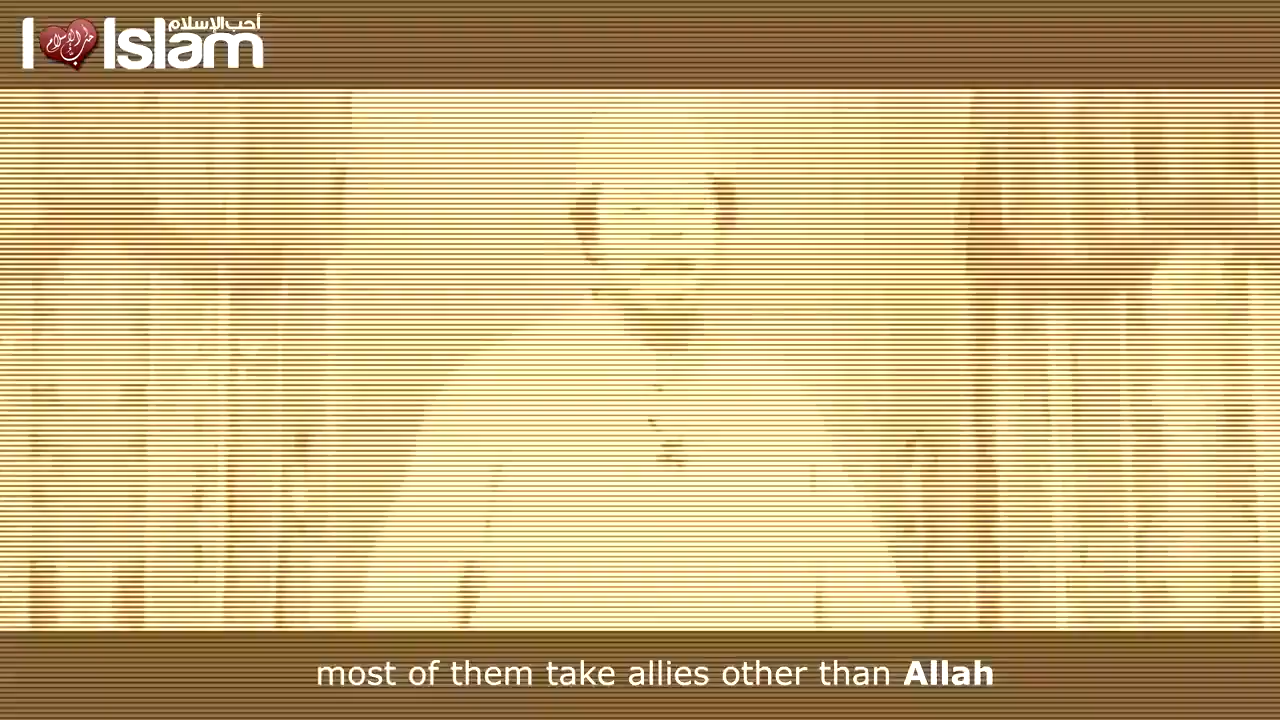 أحب الإسلام
I Islam
most of them take allies other than Allah